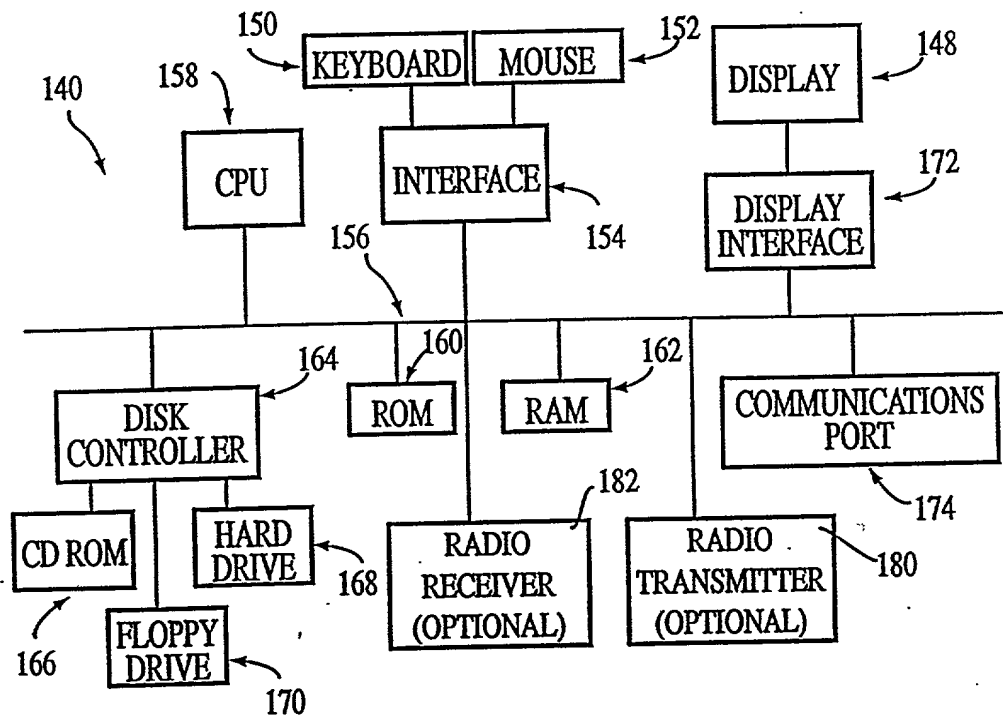 150
KEYBOARD
MOUSE
152
DISPLAY
148
158
140
CPU
INTERFACE
154
172
DISPLAY
INTERFACE
156
164
DISK
CONTROLLER
160
ROM
162
RAM
COMMUNICATIONS
PORT
174
CD ROM
166
HARD
DRIVE
168
FLOPPY
DRIVE
170
182
RADIO
RECEIVER
(OPTIONAL)
RADIO
TRANSMITTER
(OPTIONAL)
180